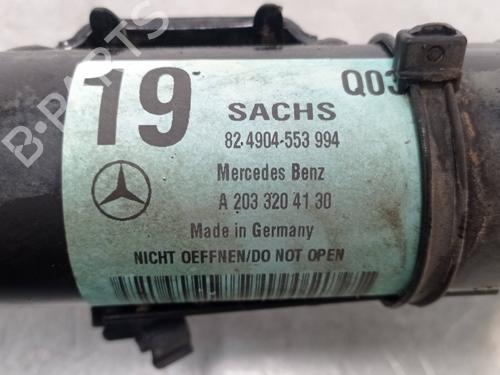 B-PARTS
19
Q03
SACHS
82.4904-553 994
Mercedes Benz
A 203 320 41 30
Made in Germany
NICHT OEFFNEN/DO NOT OPEN